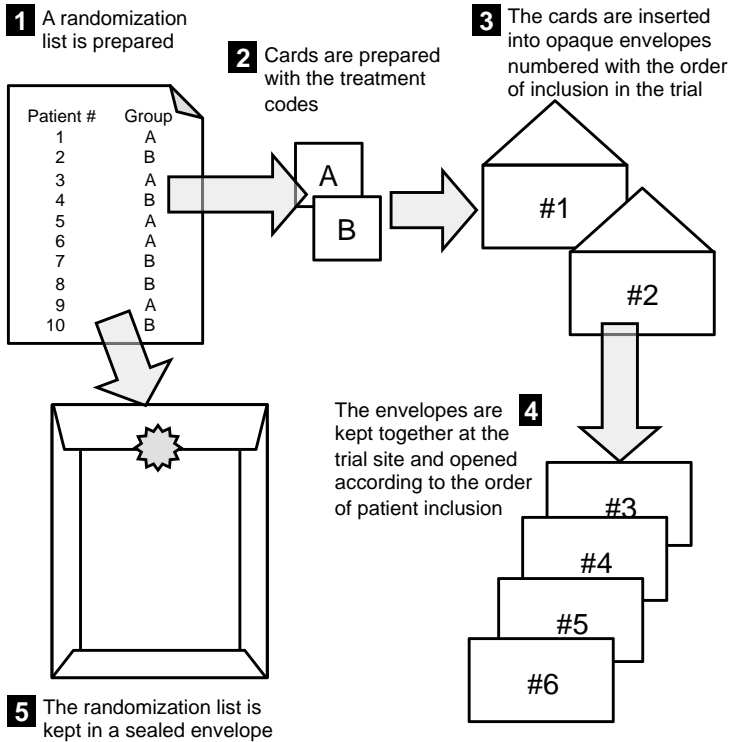 1 A randomization
list is prepared
2 Cards are prepared
with the treatment
codes
3 The cards are inserted
into opaque envelopes
numbered with the order
of inclusion in the trial
Patient # Group
1 A
2 B
3 A
4 B
5 A
6 A
7 B
8 B
9 A
10 B
A
B
#1
#2
The envelopes are 4
kept together at the
trial site and opened
according to the order
of patient inclusion
#3
#4
#5
#6
5 The randomization list is
kept in a sealed envelope